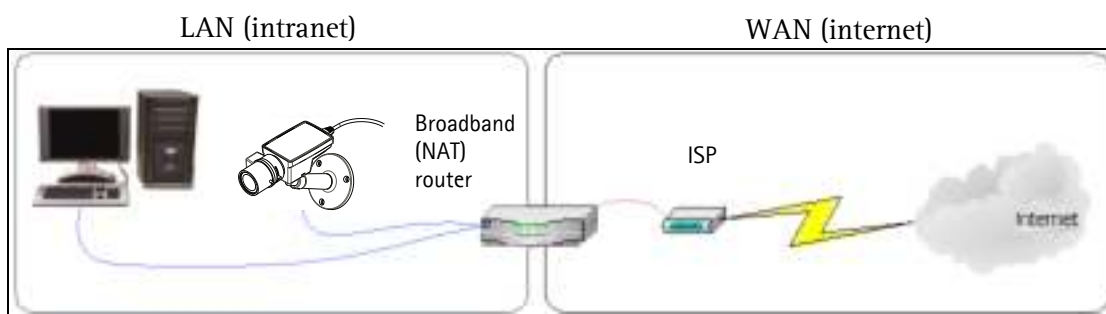 LAN (intranet)
WAN (internet)
Broadband
(NAT)
router
ISP
Internet